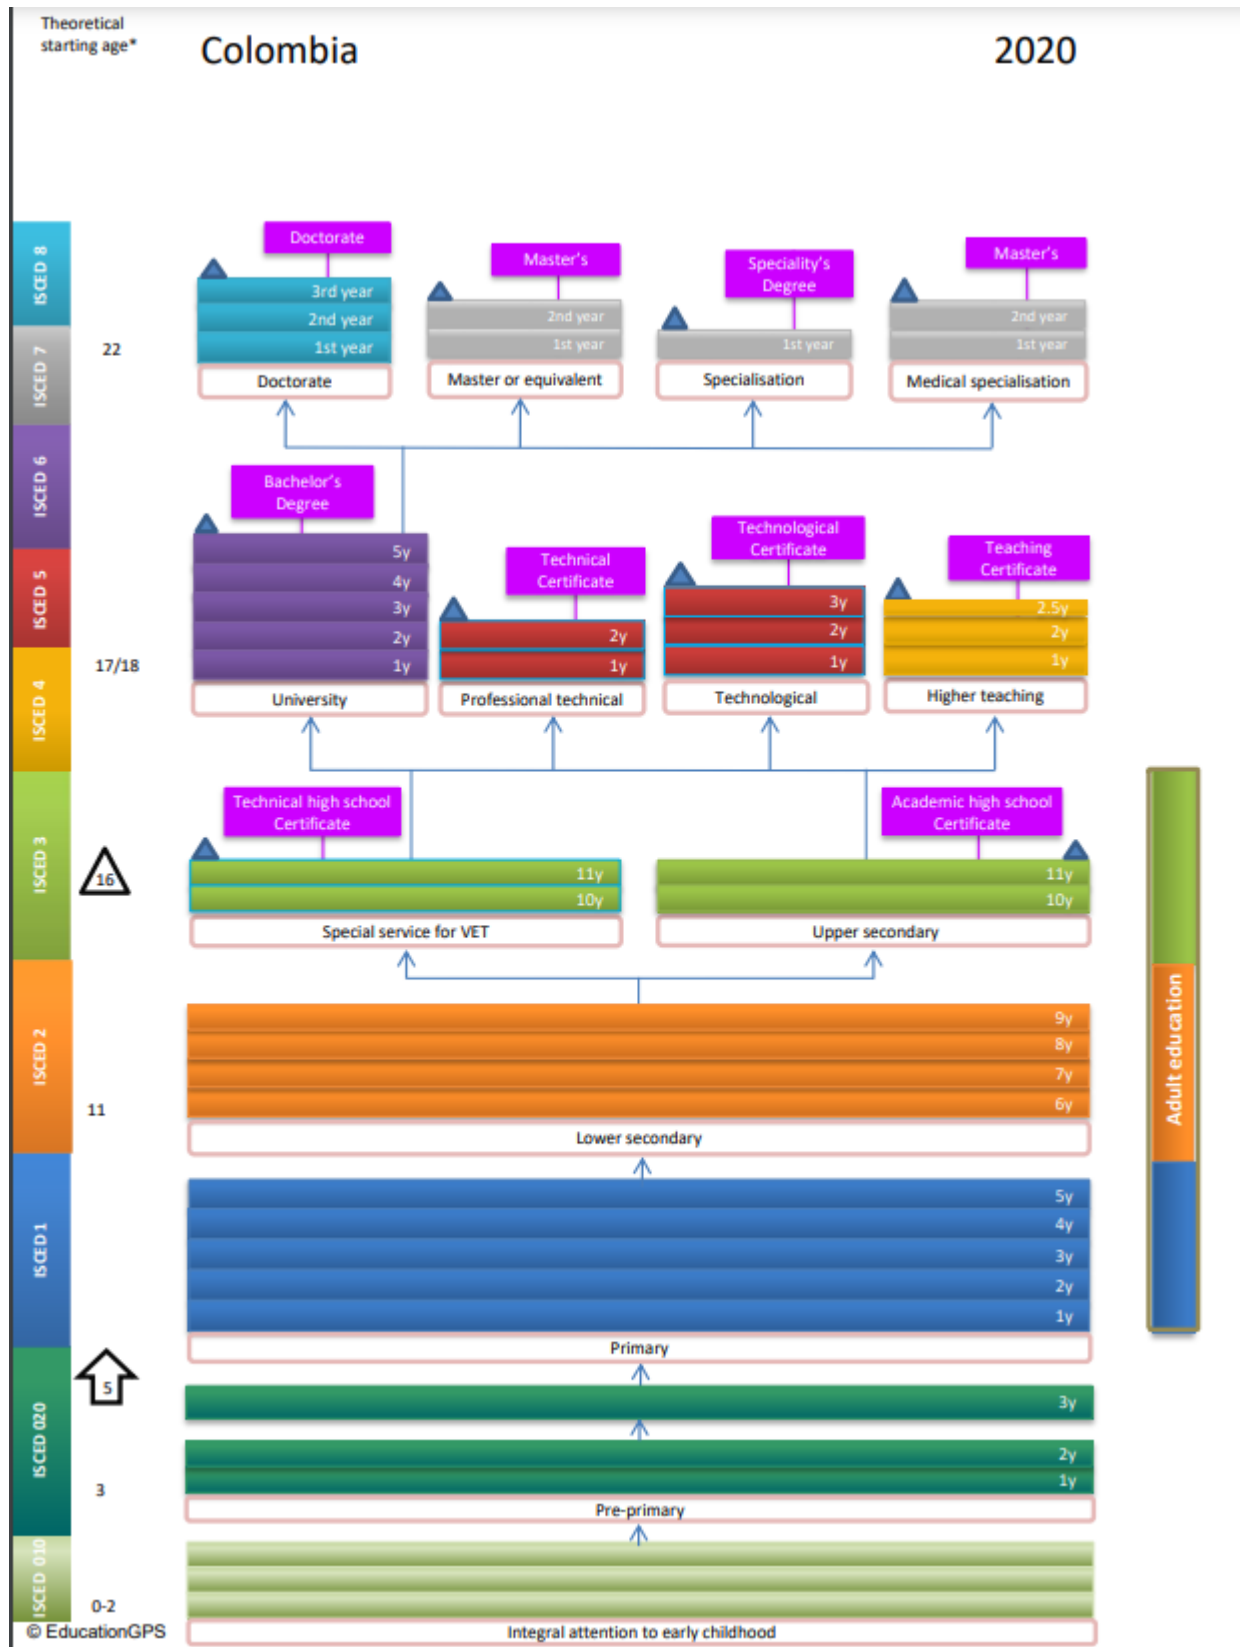 Theoretical
starting age*
Colombia
2020
ISCED 8
ISCED 7
ISCED 6
ISCED 5
ISCED 4
ISCED 3
ISCED 2
ISCED 1
ISCED 020
ISCED 010
22
17/18
16
11
5
3
0-2
Doctorate
3rd year
2nd year
1st year
Doctorate
Master's
2nd year
1st year
Master or equivalent
Speciality's
Degree
1st year
Specialisation
Master's
2nd year
1st year
Medical specialisation
Bachelor's
Degree
5y
4y
3y
2y
1y
University
Technical
Certificate
2y
1y
Professional technical
Technological
Certificate
3y
2y
1y
Technological
Teaching
Certificate
2.5y
2y
1y
Higher teaching
Technical high school
Certificate
11y
10y
Special service for VET
Academic high school
Certificate
11y
10y
Upper secondary
9y
8y
7y
6y
Lower secondary
5y
4y
3y
2y
1y
Primary
3y
2y
1y
Pre-primary
Integral attention to early childhood
Adult education
© EducationGPS